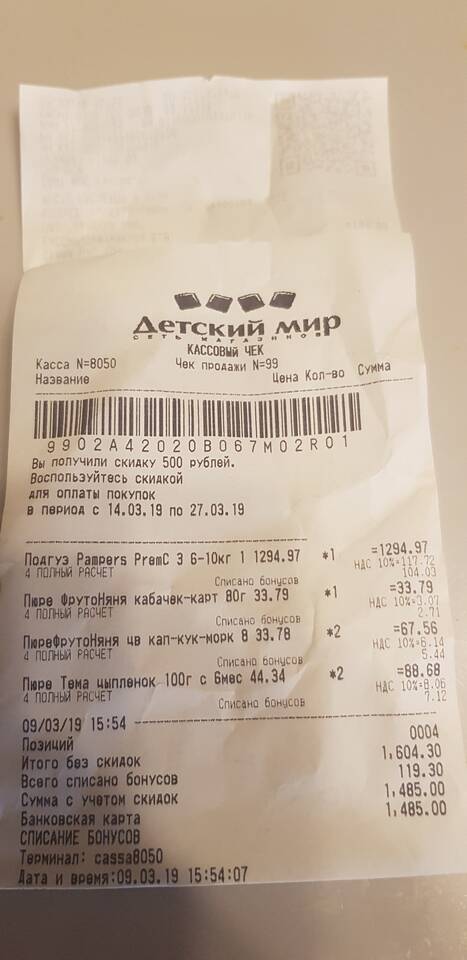 Детский мир
СЕТЬ МАГАЗИНОВ
КАССОВЫЙ ЧЕК
Касса N=8050 Чек продажи N=99
Название Цена Кол-во Сумма
9902A42020B067M02R01
Вы получили скидку 500 рублей.
Воспользуйтесь скидкой
для оплаты покупок
в период с 14.03.19 по 27.03.19
Подгуз Pampers PremC 3 6-10кг 1 1294.97 *1 =1294.97
4 ПОЛНЫЙ РАСЧЕТ НДС 10%=117.72
Списано бонусов 104.03
Пюре ФрутоНяня кабачек-карт 80г 33.79 *1 =33.79
4 ПОЛНЫЙ РАСЧЕТ НДС 10%=3.07
Списано бонусов 2.71
ПюреФрутоНяня цв кап-кук-морк 8 33.78 *2 =67.56
4 ПОЛНЫЙ РАСЧЕТ НДС 10%=6.14
Списано бонусов 5.44
Пюре Тема цыпленок 100г с 6мес 44.34 *2 =88.68
4 ПОЛНЫЙ РАСЧЕТ НДС 10%=8.06
Списано бонусов 7.12
09/03/19 15:54
Позиций 0004
Итого без скидок 1,604.30
Всего списано бонусов 119.30
Сумма с учетом скидок 1,485.00
Банковская карта 1,485.00
СПИСАНИЕ БОНУСОВ
Терминал: cassa8050
Дата и время:09.03.19 15:54:07